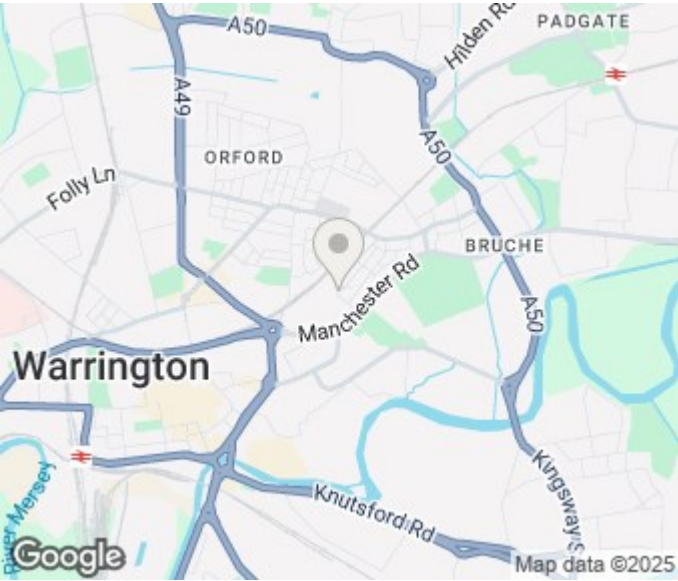 PADGATE
A50
Hilden Rd
A49
ORFORD
A50
Folly Ln
BRUCHE
Manchester Rd
A50
Warrington
River Mersey
Knutsford Rd
Kingsway S
Google
Map data ©2025